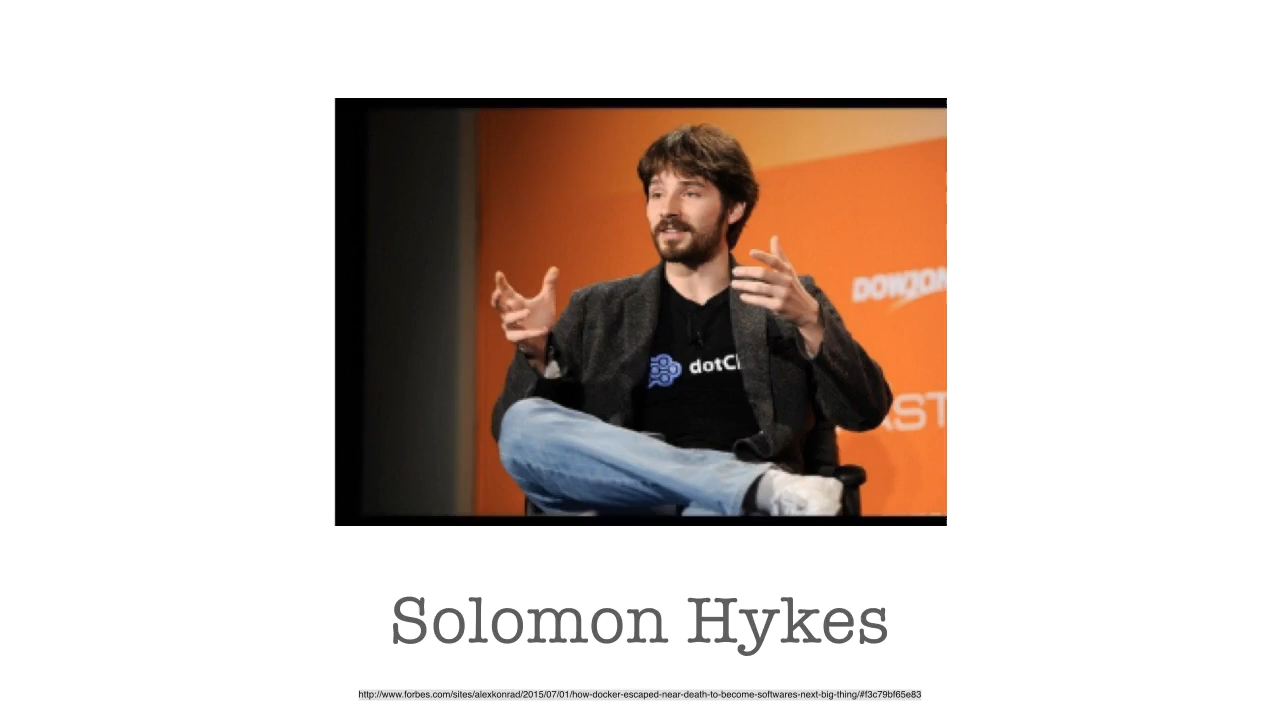 DOWJON
dotCl
AST
Solomon Hykes
http://www.forbes.com/sites/alexkonrad/2015/07/01/how-docker-escaped-near-death-to-become-softwares-next-big-thing/#f3c79bf65e83